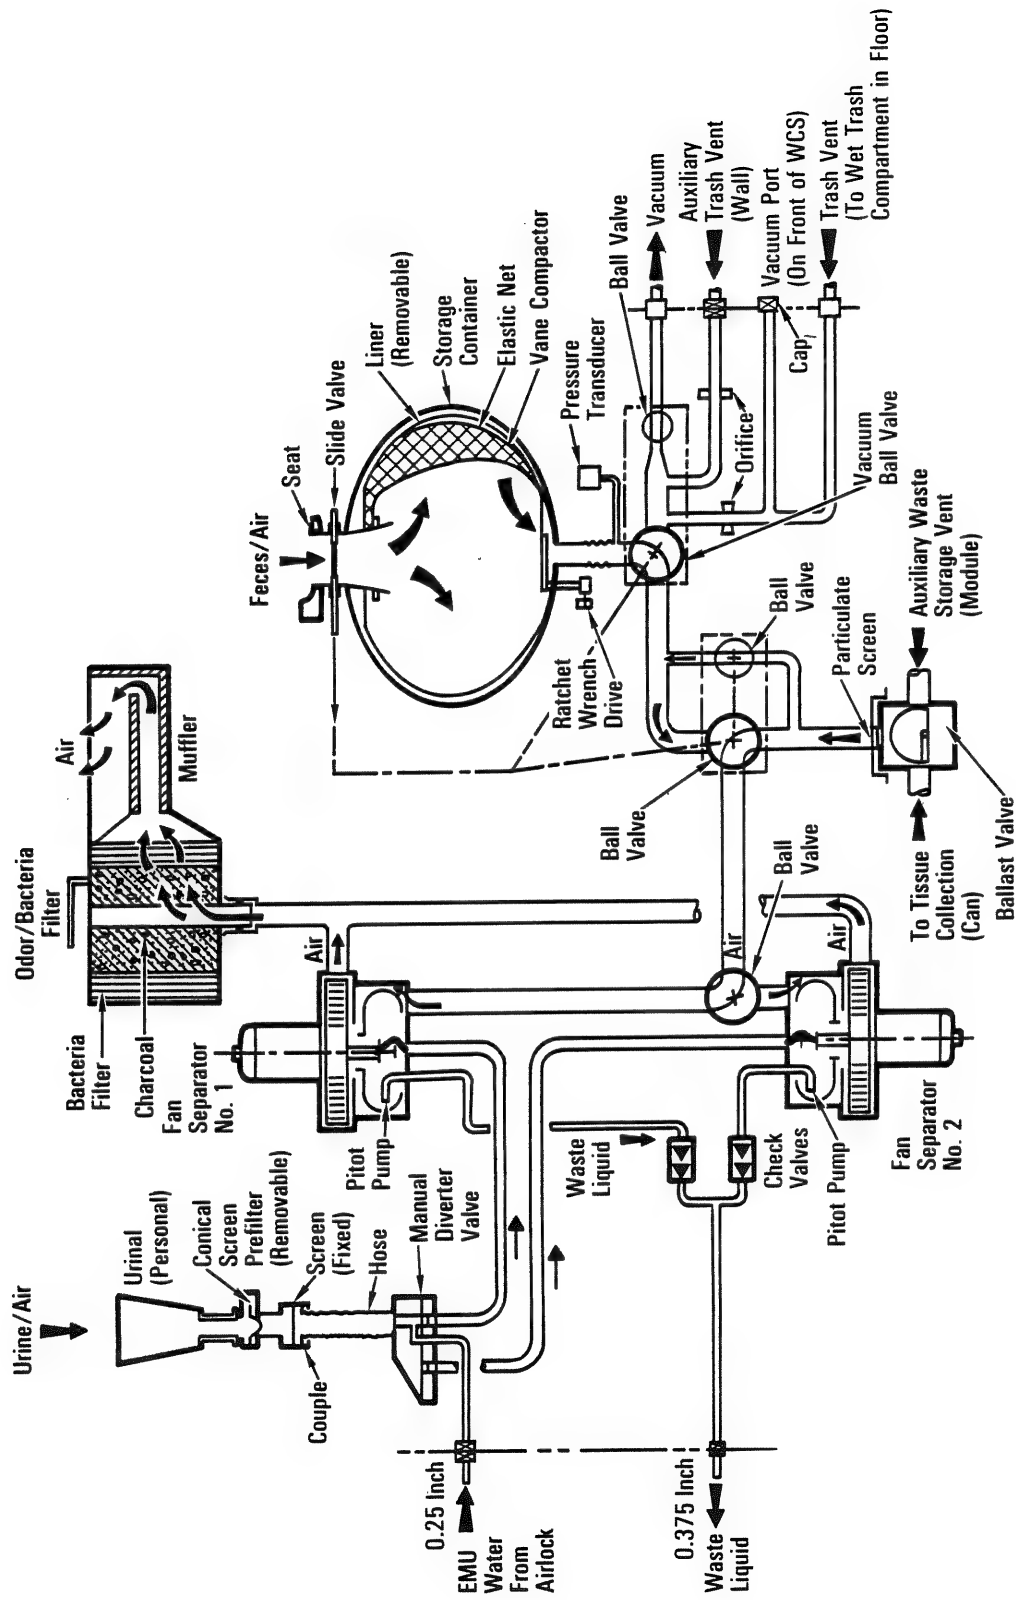 Urine/Air
Urinal
(Personal)
Conical
Screen
Prefilter
(Removable)
Screen
(Fixed)
Hose
Couple
Manual
Diverter
Valve
0.25 Inch
EMU
Water
From
Airlock
0.375 Inch
Waste
Liquid
Odor/Bacteria
Filter
Bacteria
Filter
Charcoal
Fan
Separator
No. 1
Pitot
Pump
Air
Muffler
Air
Waste
Liquid
Check
Valves
Pitot Pump
Fan
Separator
No. 2
Air
Air
Ball
Valve
Ball
Valve
Feces/Air
Seat
Slide Valve
Liner
(Removable)
Storage
Container
Elastic Net
Vane Compactor
Pressure
Transducer
Ratchet
Wrench
Drive
Ball Valve
Vacuum
Auxiliary
Trash Vent
(Wall)
Vacuum Port
(On Front of WCS)
Trash Vent
(To Wet Trash
Compartment in Floor)
Cap
Orifice
Vacuum
Ball Valve
Ball
Valve
Particulate
Screen
Auxiliary Waste
Storage Vent
(Module)
To Tissue
Collection
(Can)
Ballast Valve